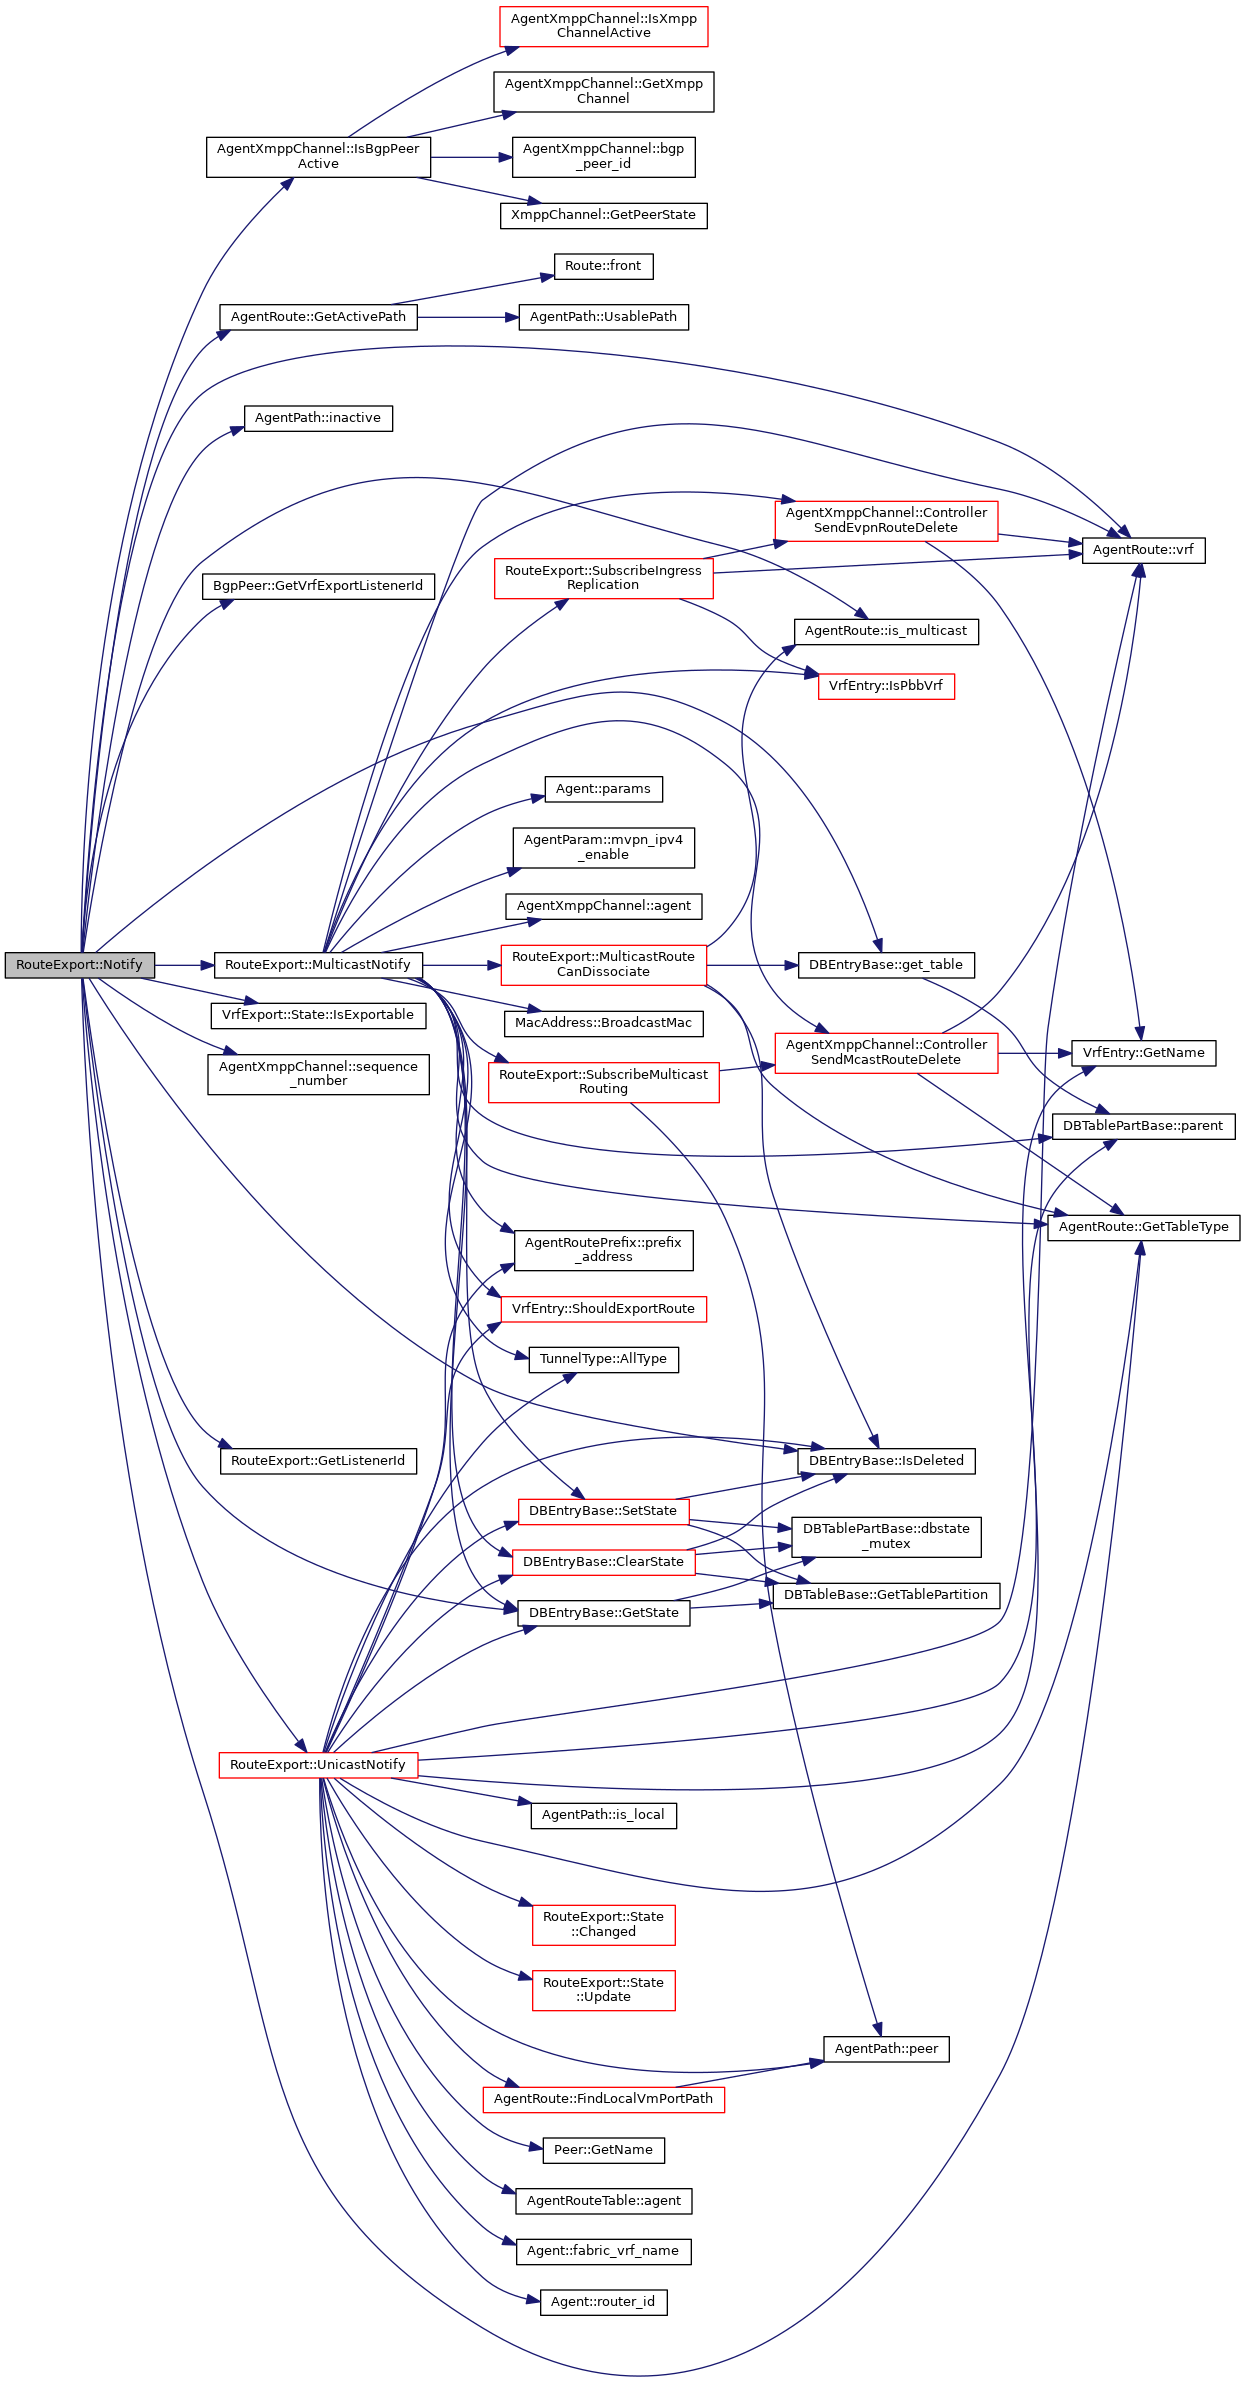 AgentXmppChannel::IsXmpp
ChannelActive
AgentXmppChannel::GetXmpp
Channel
AgentXmppChannel::IsBgpPeer
Active
AgentXmppChannel::bgp
_peer_id
XmppChannel::GetPeerState
Route::front
AgentRoute::GetActivePath
AgentPath::UsablePath
AgentPath::inactive
AgentXmppChannel::Controller
SendEvpnRouteDelete
AgentRoute::vrf
RouteExport::SubscribeIngress
Replication
BgpPeer::GetVrfExportListenerId
AgentRoute::is_multicast
VrfEntry::IsPbbVrf
Agent::params
AgentParam::mvpn_ipv4
_enable
AgentXmppChannel::agent
RouteExport::Notify
RouteExport::MulticastNotify
RouteExport::MulticastRoute
CanDissociate
DBEntryBase::get_table
VrfExport::State::IsExportable
MacAddress::BroadcastMac
AgentXmppChannel::Controller
SendMcastRouteDelete
VrfEntry::GetName
AgentXmppChannel::sequence
_number
RouteExport::SubscribeMulticast
Routing
DBTablePartBase::parent
AgentRoute::GetTableType
AgentRoutePrefix::prefix
_address
VrfEntry::ShouldExportRoute
TunnelType::AllType
RouteExport::GetListenerId
DBEntryBase::IsDeleted
DBEntryBase::SetState
DBTablePartBase::dbstate
_mutex
DBEntryBase::ClearState
DBTableBase::GetTablePartition
DBEntryBase::GetState
RouteExport::UnicastNotify
AgentPath::is_local
RouteExport::State
::Changed
RouteExport::State
::Update
AgentPath::peer
AgentRoute::FindLocalVmPortPath
Peer::GetName
AgentRouteTable::agent
Agent::fabric_vrf_name
Agent::router_id